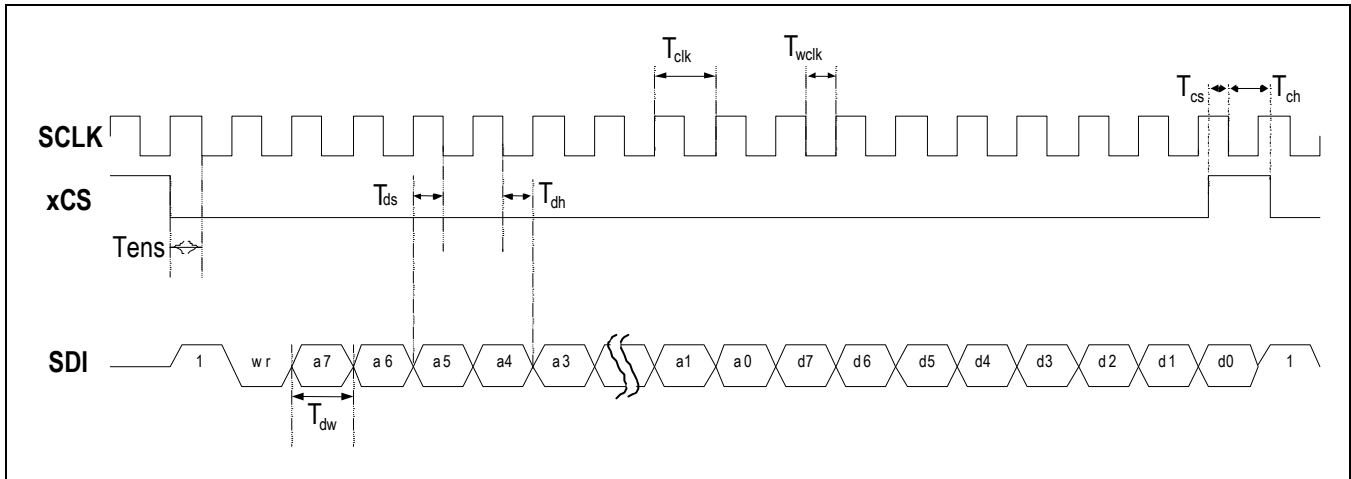 Tclk
Twclk
Tcs
Tch
SCLK
xCS
Tds
Tdh
Tens
SDI
1 wr a7 a6 a5 a4 a3 a1 a0 d7 d6 d5 d4 d3 d2 d1 d0 1
Tdw